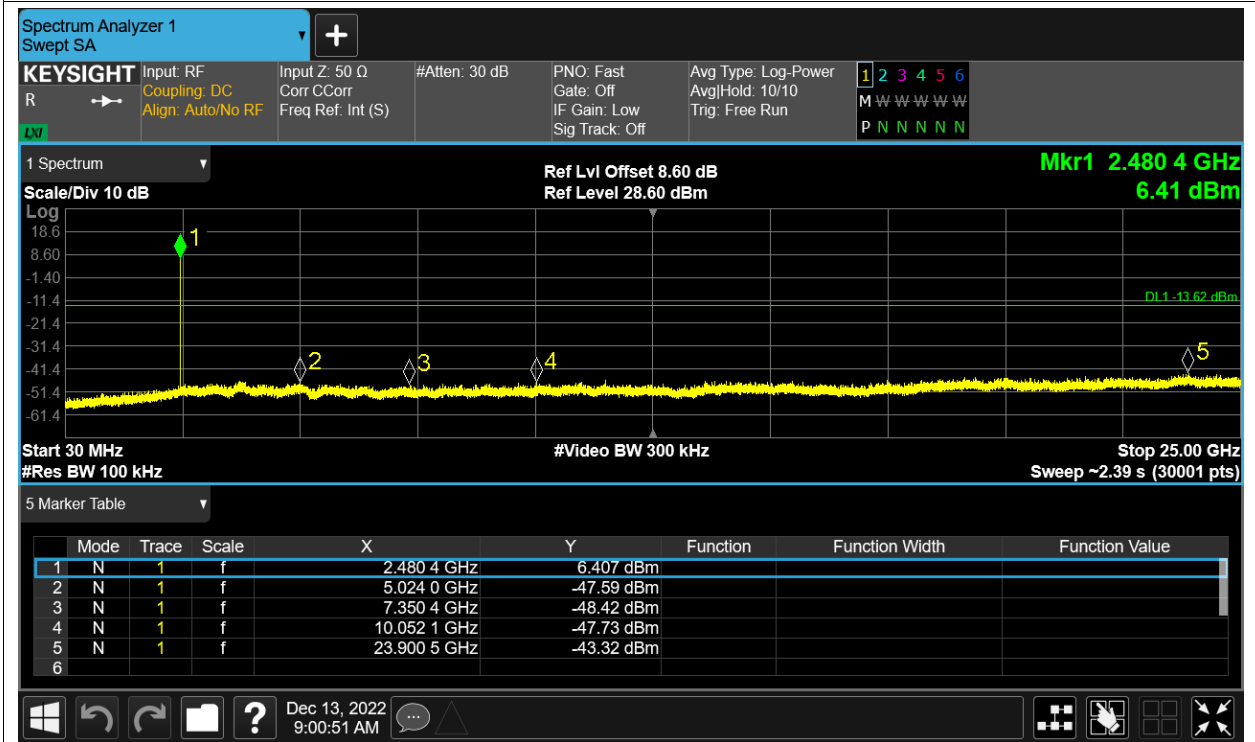 Spectrum Analyzer 1
Swept SA
KEYSIGHT
R
LXI
Input: RF
Coupling: DC
Align: Auto/No RF
Input Z: 50 Ω
Corr CCorr
Freq Ref: Int (S)
#Atten: 30 dB
PNO: Fast
Gate: Off
IF Gain: Low
Sig Track: Off
Avg Type: Log-Power
Avg|Hold: 10/10
Trig: Free Run
1 2 3 4 5 6
M W W W W W
P N N N N N
1 Spectrum
Scale/Div 10 dB
Ref Lvl Offset 8.60 dB
Ref Level 28.60 dBm
Mkr1 2.480 4 GHz
6.41 dBm
Log
18.6
8.60
-1.40
-11.4
-21.4
-31.4
-41.4
-51.4
-61.4
1
2
3
4
5
DL1 -13.62 dBm
Start 30 MHz
#Res BW 100 kHz
#Video BW 300 kHz
Stop 25.00 GHz
Sweep ~2.39 s (30001 pts)
5 Marker Table
Mode Trace Scale X Y Function Function Width Function Value
1 N 1 f 2.480 4 GHz 6.407 dBm
2 N 1 f 5.024 0 GHz -47.59 dBm
3 N 1 f 7.350 4 GHz -48.42 dBm
4 N 1 f 10.052 1 GHz -47.73 dBm
5 N 1 f 23.900 5 GHz -43.32 dBm
6
?
Dec 13, 2022
9:00:51 AM